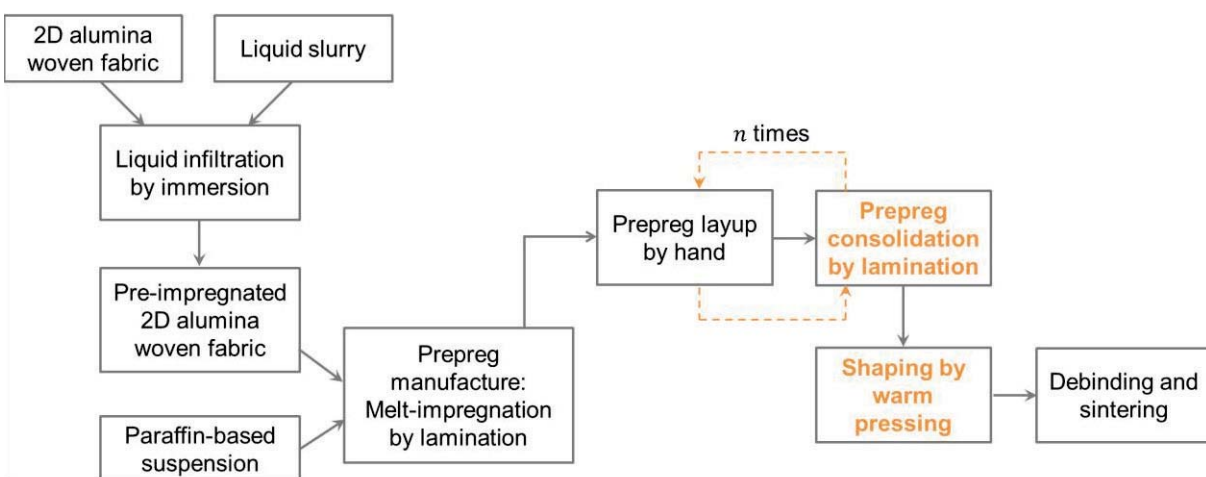 2D alumina
woven fabric
Liquid slurry
Liquid infiltration
by immersion
Pre-impregnated
2D alumina
woven fabric
Paraffin-based
suspension
Prepreg
manufacture:
Melt-impregnation
by lamination
n times
Prepreg layup
by hand
Prepreg
consolidation
by lamination
Shaping by
warm
pressing
Debinding and
sintering